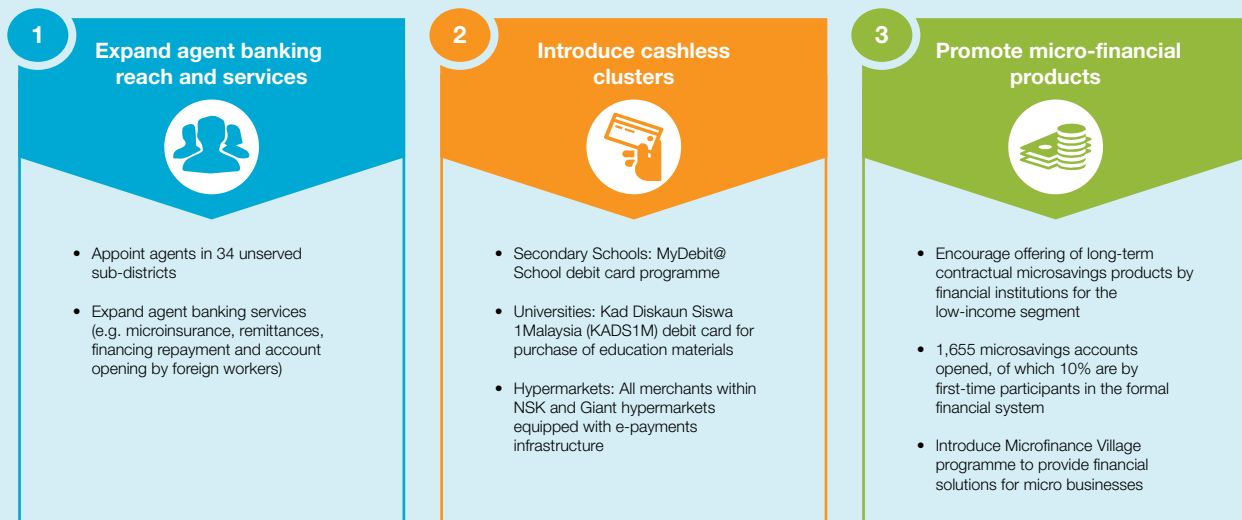 1
Expand agent banking
reach and services
• Appoint agents in 34 unserved
sub-districts
• Expand agent banking services
(e.g. microinsurance, remittances,
financing repayment and account
opening by foreign workers)
2
Introduce cashless
clusters
• Secondary Schools: MyDebit@
School debit card programme
• Universities: Kad Diskaun Siswa
1Malaysia (KADS1M) debit card for
purchase of education materials
• Hypermarkets: All merchants within
NSK and Giant hypermarkets
equipped with e-payments
infrastructure
3
Promote micro-financial
products
• Encourage offering of long-term
contractual microsavings products by
financial institutions for the
low-income segment
• 1,655 microsavings accounts
opened, of which 10% are by
first-time participants in the formal
financial system
• Introduce Microfinance Village
programme to provide financial
solutions for micro businesses